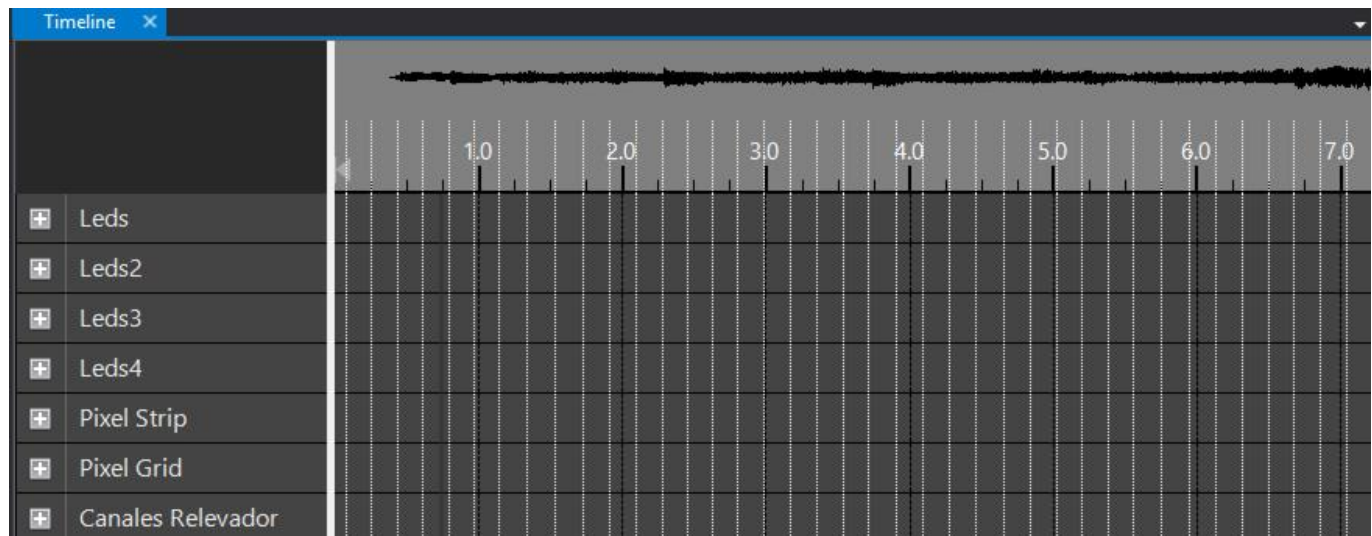 Timeline ×
1.0 2.0 3.0 4.0 5.0 6.0 7.0
Leds
Leds2
Leds3
Leds4
Pixel Strip
Pixel Grid
Canales Relevador